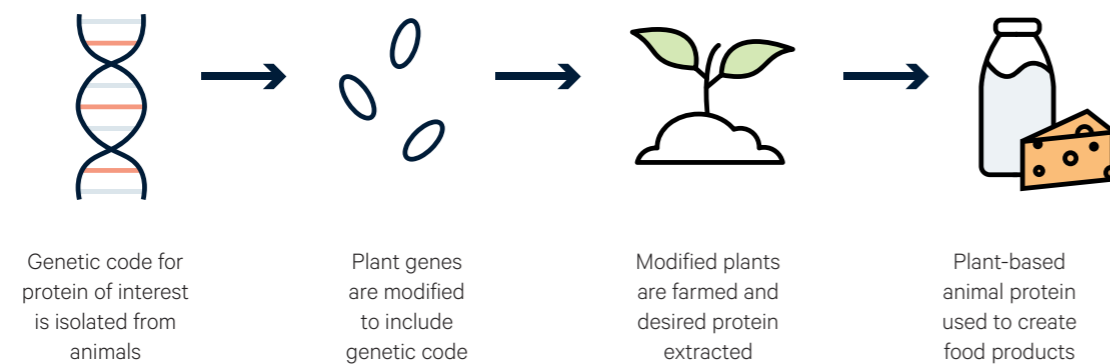 Genetic code for
protein of interest
is isolated from
animals
Plant genes
are modified
to include
genetic code
Modified plants
are farmed and
desired protein
extracted
Plant-based
animal protein
used to create
food products